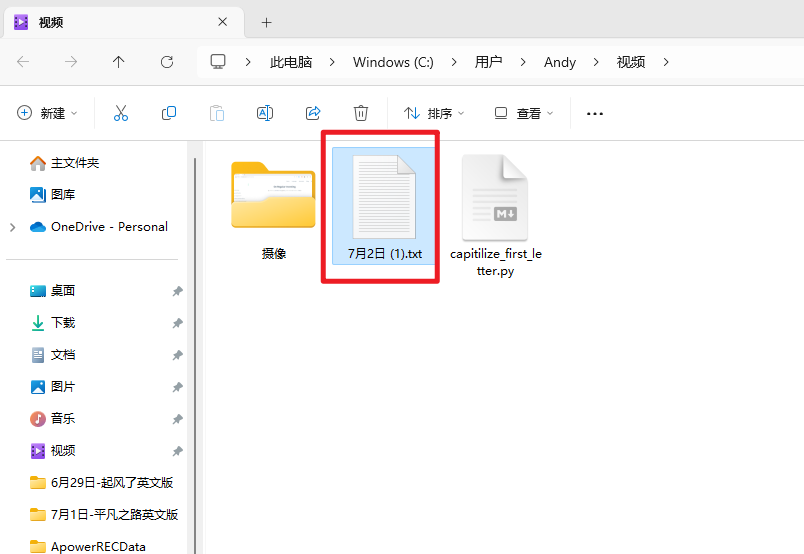 视频
此电脑 Windows (C:) 用户 Andy 视频
新建 排序 查看
主文件夹
图库
OneDrive - Personal
桌面
下载
文档
图片
音乐
视频
6月29日-起风了英文版
7月1日-平凡之路英文版
ApowerRECData
摄像
7月2日 (1).txt
M
capitilize_first_le
tter.py